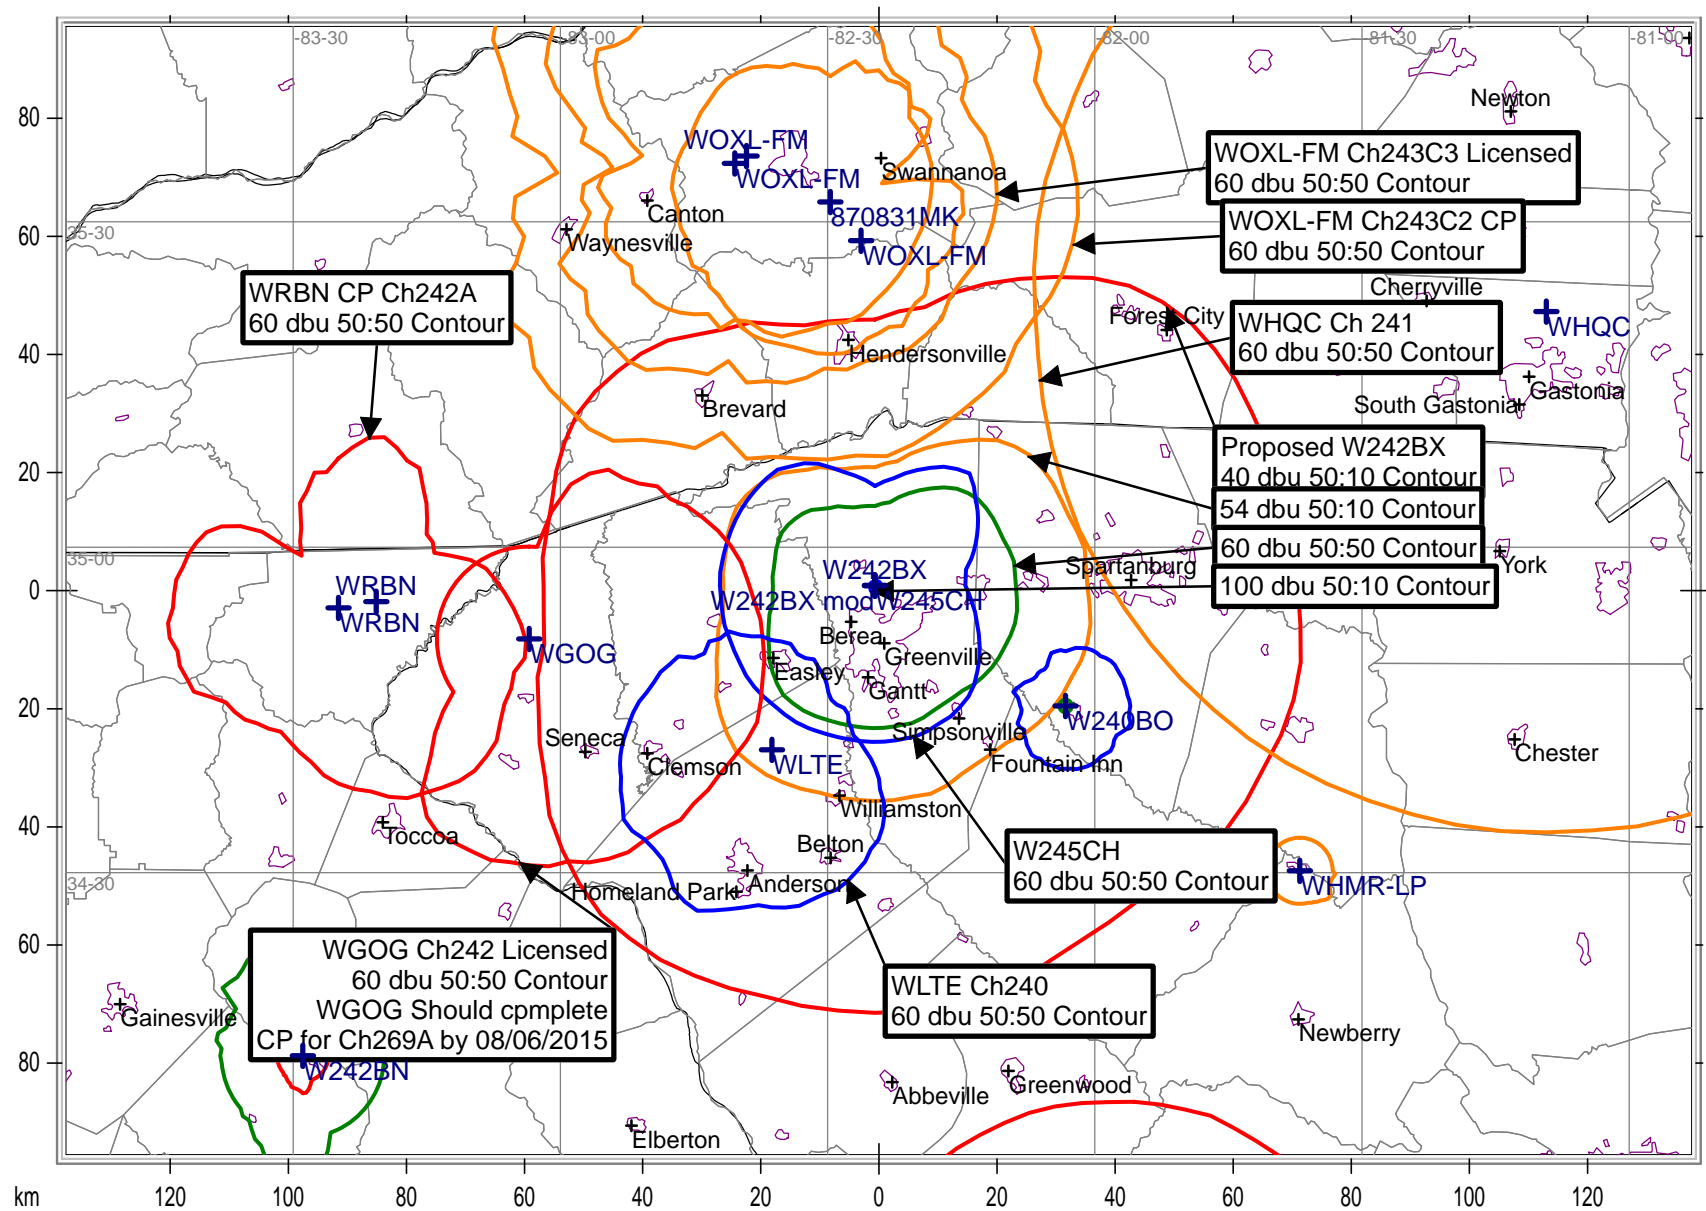 -83-30
-83-00
-82-30
-82-00
-81-30
-81-00
80
60
40
20
0
20
40
60
80
35-30
35-00
34-30
Newton
WOXL-FM
WOXL-FM
Swannanoa
WOXL-FM Ch243C3 Licensed
60 dbu 50:50 Contour
Canton
870831MK
Waynesville
WOXL-FM
WOXL-FM Ch243C2 CP
60 dbu 50:50 Contour
WRBN CP Ch242A
60 dbu 50:50 Contour
Cherryville
Forest City
WHQC
WHQC Ch 241
60 dbu 50:50 Contour
Hendersonville
Gastonia
South Gastonia
Brevard
Proposed W242BX
40 dbu 50:10 Contour
54 dbu 50:10 Contour
60 dbu 50:50 Contour
100 dbu 50:10 Contour
Spartanburg
York
WRBN
WRBN
W242BX
W242BX modW245CH
Berea
WGOG
Greenville
Easley
Gantt
W240BO
Simpsonville
Seneca
Clemson
WLTE
Fountain Inn
Chester
Williamston
Toccoa
Belton
W245CH
60 dbu 50:50 Contour
Homeland Park
Anderson
WHMR-LP
WGOG Ch242 Licensed
60 dbu 50:50 Contour
WGOG Should cpmplete
CP for Ch269A by 08/06/2015
WLTE Ch240
60 dbu 50:50 Contour
Gainesville
Newberry
W242BN
Abbeville
Greenwood
Elberton
km
120
100
80
60
40
20
0
20
40
60
80
100
120